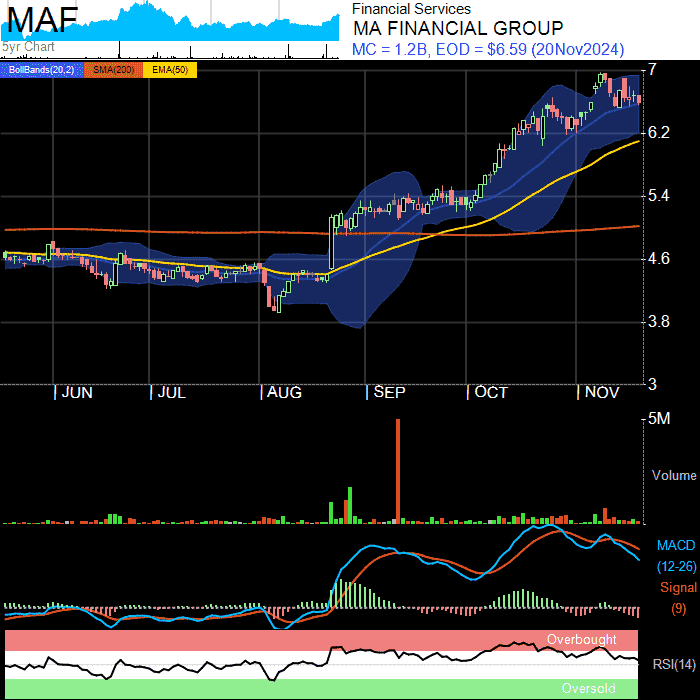 MAF
5yr Chart
Financial Services
MA FINANCIAL GROUP
MC = 1.2B, EOD = $6.59 (20Nov2024)
BollBands(20,2) SMA(200) EMA(50)
7
6.2
5.4
4.6
3.8
3
JUN JUL AUG SEP OCT NOV
5M
Volume
MACD
(12-26)
Signal
(9)
Overbought
RSI(14)
Oversold